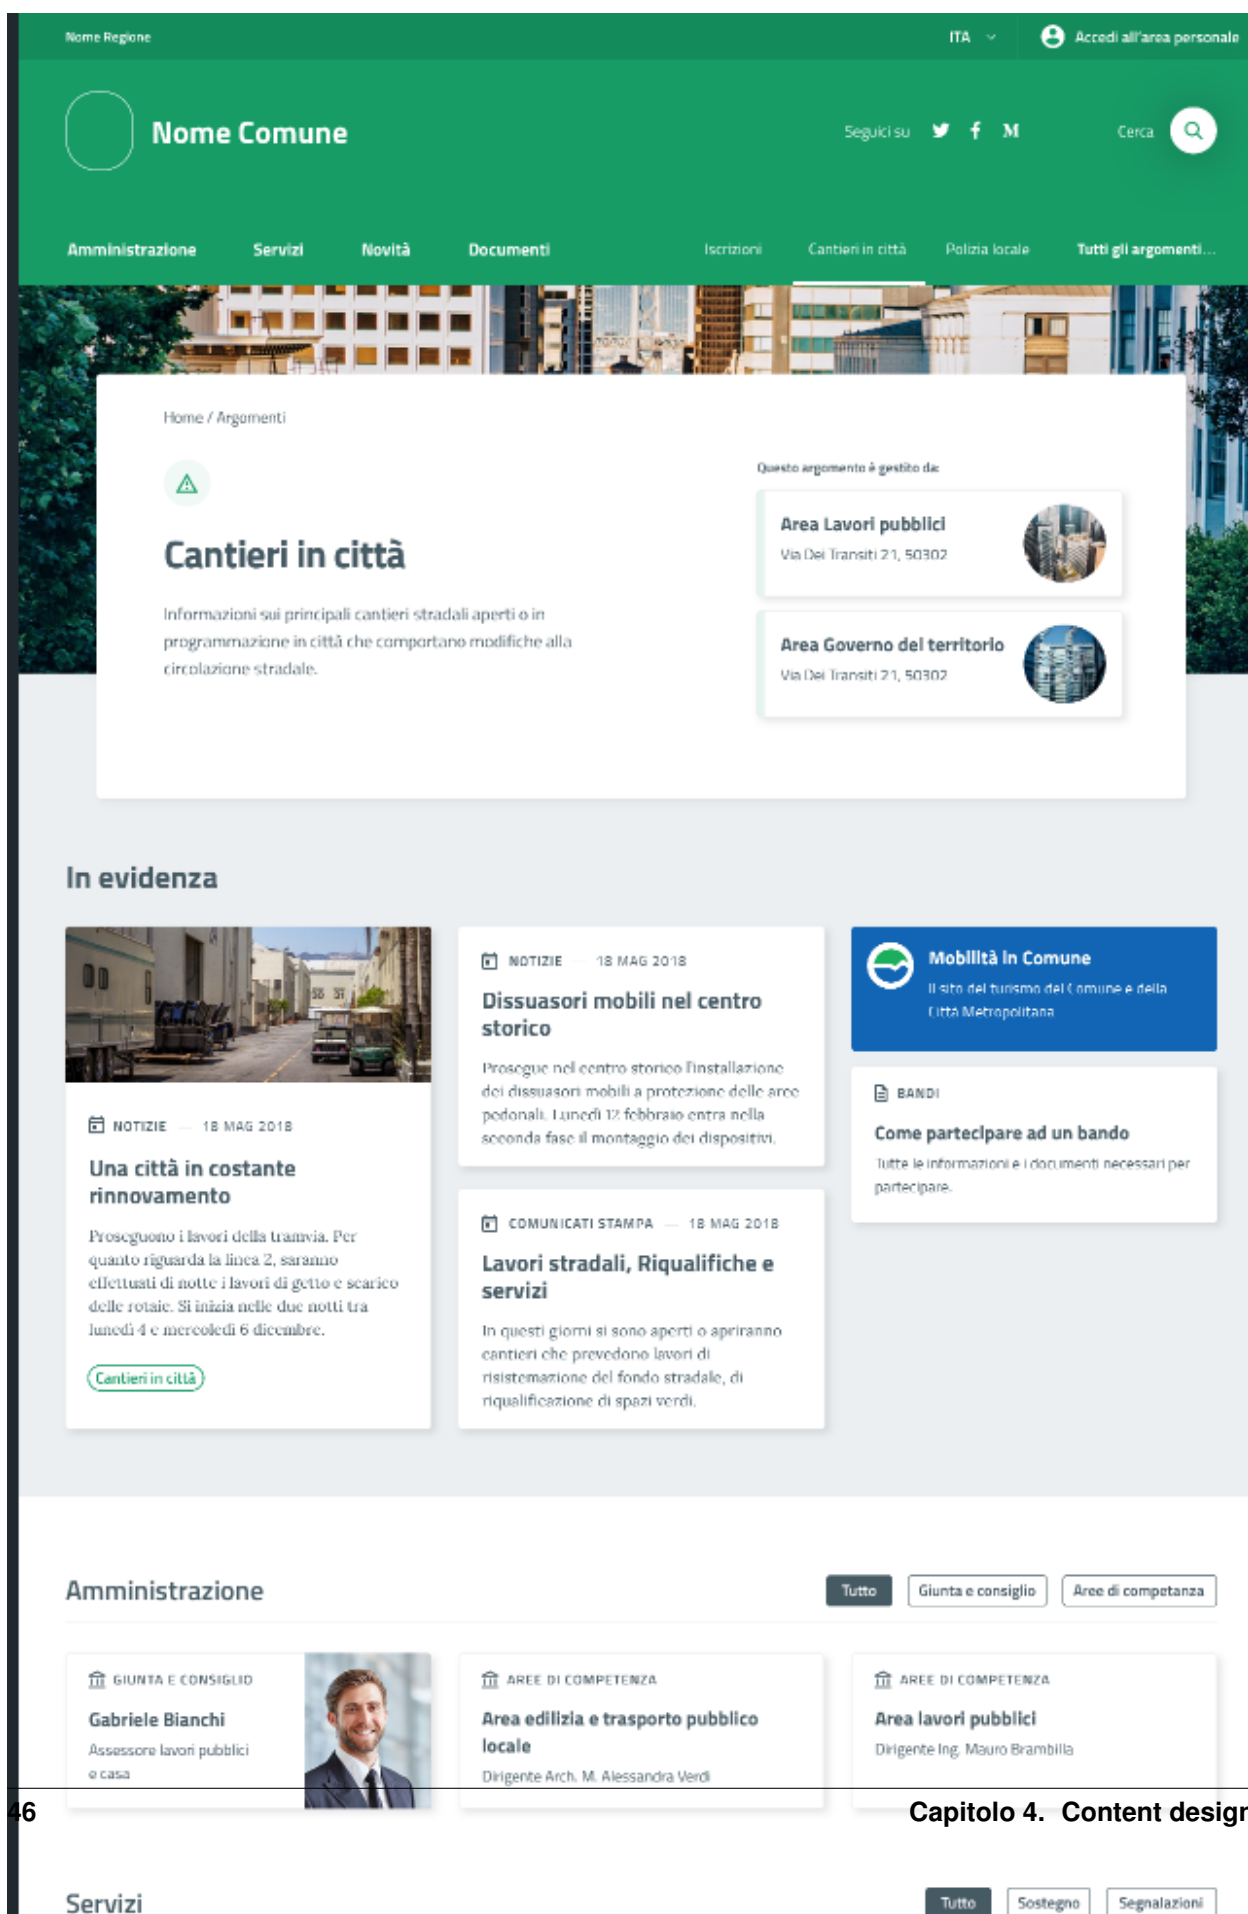 Nome Regione
ITA
Accedi all'area personale
Nome Comune
Seguici su
Cerca
Amministrazione
Servizi
Novità
Documenti
Iscrizioni
Cantieri in città
Polizia locale
Tutti gli argomenti...
Home / Argomenti
Cantieri in città
Informazioni sui principali cantieri stradali aperti o in
programmazione in città che comportano modifiche alla
circolazione stradale.
Questo argomento è gestito da:
Area Lavori pubblici
Via Dei Transiti 21, 50302
Area Governo del territorio
Via Dei Transiti 21, 50302
In evidenza
NOTIZIE — 18 MAG 2018
Una città in costante
rinnovamento
Proseguono i lavori della tramvia. Per
quanto riguarda la linea 2, saranno
effettuati di notte i lavori di getto e scarico
delle rotaie. Si inizia nelle due notti tra
lunedì 4 e mercoledì 6 dicembre.
Cantieri in città
NOTIZIE — 18 MAG 2018
Dissuasori mobili nel centro
storico
Prosegue nel centro storico l'installazione
dei dissuasori mobili a protezione delle aree
pedonali. Lunedì 12 febbraio entra nella
seconda fase il montaggio dei dispositivi.
COMUNICATI STAMPA — 18 MAG 2018
Lavori stradali, Riqualifiche e
servizi
In questi giorni si sono aperti o apriranno
cantieri che prevedono lavori di
risistemazione del fondo stradale, di
riqualificazione di spazi verdi.
Mobilità in Comune
Il sito del turismo del Comune e della
Città Metropolitana
BANDI
Come partecipare ad un bando
Tutte le informazioni e i documenti necessari per
partecipare.
Amministrazione
Tutto
Giunta e consiglio
Aree di competanza
GIUNTA E CONSIGLIO
Gabriele Bianchi
Assessore lavori pubblici
e casa
AREE DI COMPETENZA
Area edilizia e trasporto pubblico
locale
Dirigente Arch. M. Alessandra Verdi
AREE DI COMPETENZA
Area lavori pubblici
Dirigente Ing. Mauro Brambilla
46
Capitolo 4. Content design
Servizi
Tutto
Sostegno
Segnalazioni